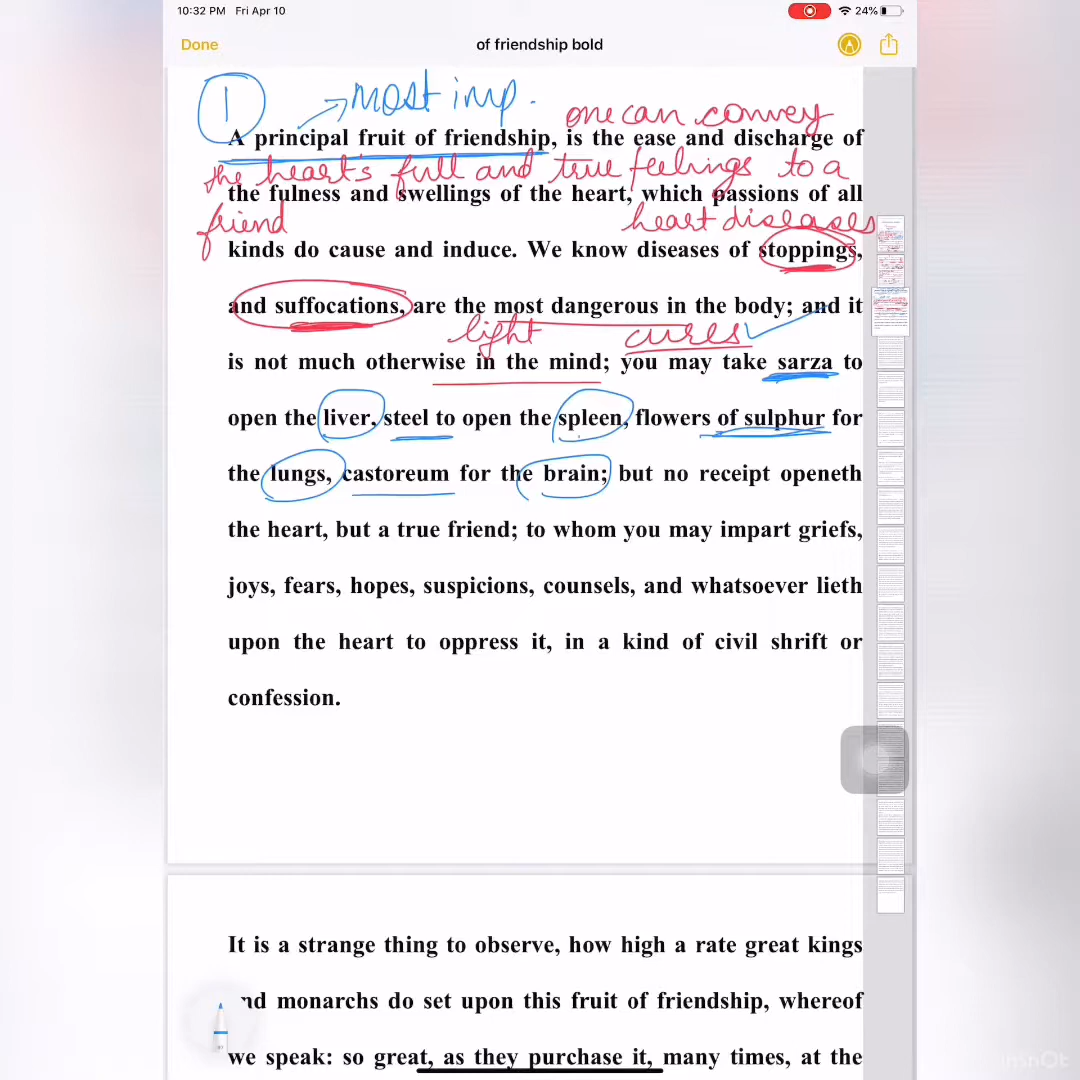 10:32 PM Fri Apr 10
24%
Done
of friendship bold
1
most imp.
one can convey
A principal fruit of friendship, is the ease and discharge of
the heart's full and true feelings to a
the fulness and swellings of the heart, which passions of all
friend
heart diseases
kinds do cause and induce. We know diseases of stoppings,
and suffocations, are the most dangerous in the body; and it
light
cures
is not much otherwise in the mind; you may take sarza to
open the liver, steel to open the spleen, flowers of sulphur for
the lungs, castoreum for the brain; but no receipt openeth
the heart, but a true friend; to whom you may impart griefs,
joys, fears, hopes, suspicions, counsels, and whatsoever lieth
upon the heart to oppress it, in a kind of civil shrift or
confession.
It is a strange thing to observe, how high a rate great kings
nd monarchs do set upon this fruit of friendship, whereof
we speak: so great, as they purchase it, many times, at the